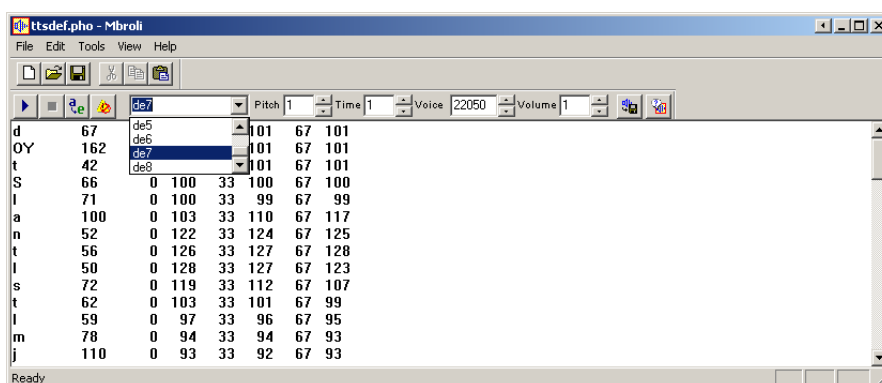 ttsdef.pho - Mbroli
File Edit Tools View Help
de7 Pitch 1 Time 1 Voice 22050 Volume 1
de5
de6
de7
de8
d 67 101 67 101
OY 162 101 67 101
t 42 101 67 101
S 66 0 100 33 100 67 100
I 71 0 100 33 99 67 99
a 100 0 103 33 110 67 117
n 52 0 122 33 124 67 125
t 56 0 126 33 127 67 128
I 50 0 128 33 127 67 123
s 72 0 119 33 112 67 107
t 62 0 103 33 101 67 99
I 59 0 97 33 96 67 95
m 78 0 94 33 94 67 93
j 110 0 93 33 92 67 93
Ready